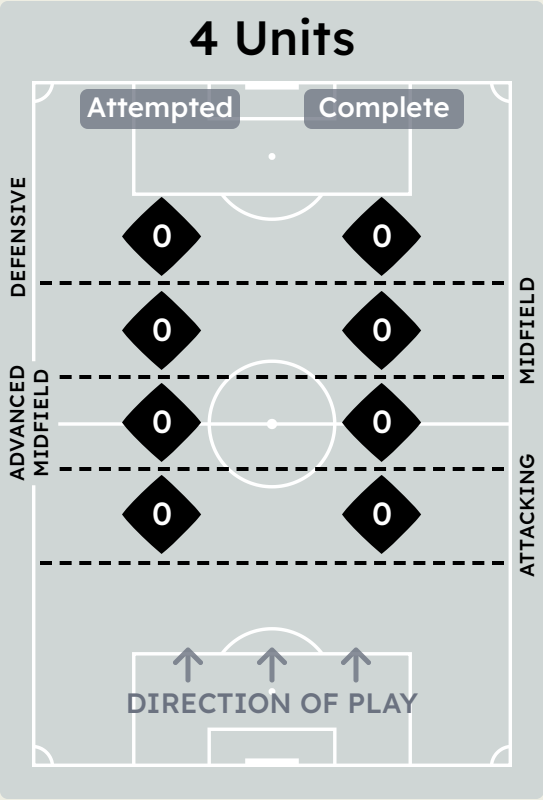 4 Units
Attempted Complete
DEFENSIVE
0 0
MIDFIELD
0 0
ADVANCED
MIDFIELD
0 0
ATTACKING
0 0
DIRECTION OF PLAY